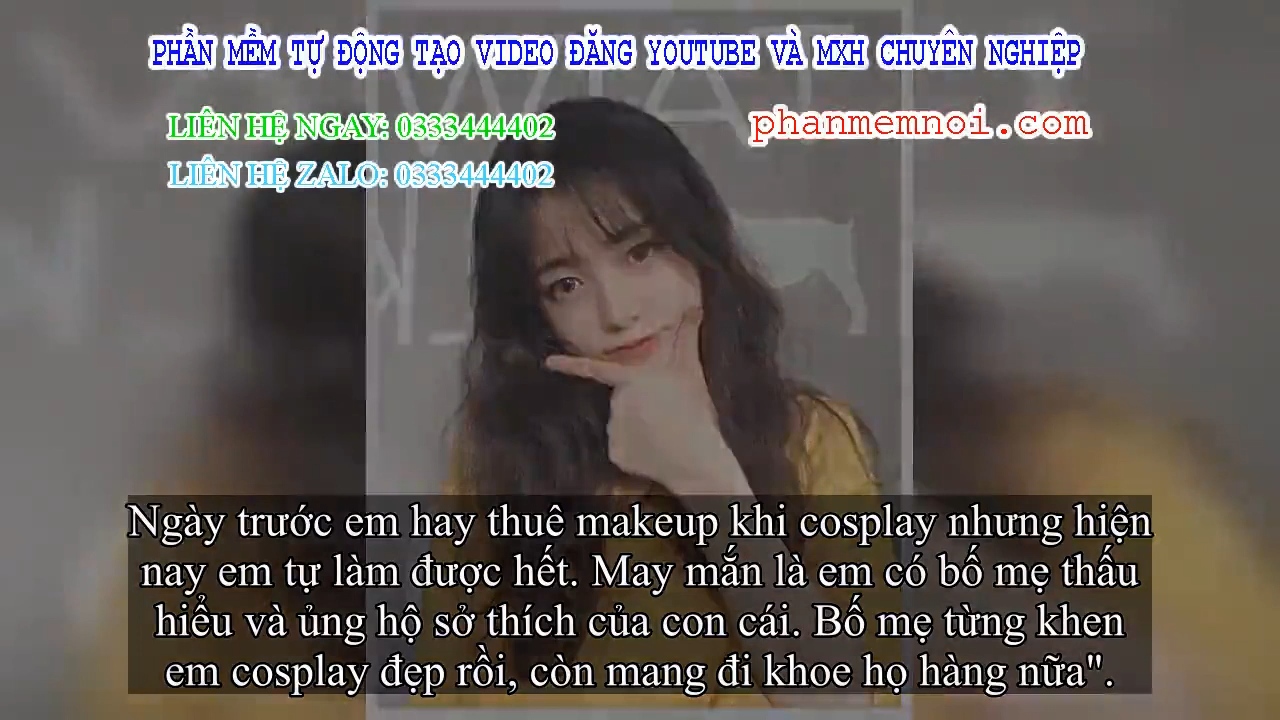 PHẦN MỀM TỰ ĐỘNG TẠO VIDEO ĐĂNG YOUTUBE VÀ MXH CHUYÊN NGHIỆP
LIÊN HỆ NGAY: 0333444402
phanmemnoi.com
LIÊN HỆ ZALO: 0333444402
Ngày trước em hay thuê makeup khi cosplay nhưng hiện
nay em tự làm được hết. May mắn là em có bố mẹ thấu
hiểu và ủng hộ sở thích của con cái. Bố mẹ từng khen
em cosplay đẹp rồi, còn mang đi khoe họ hàng nữa".